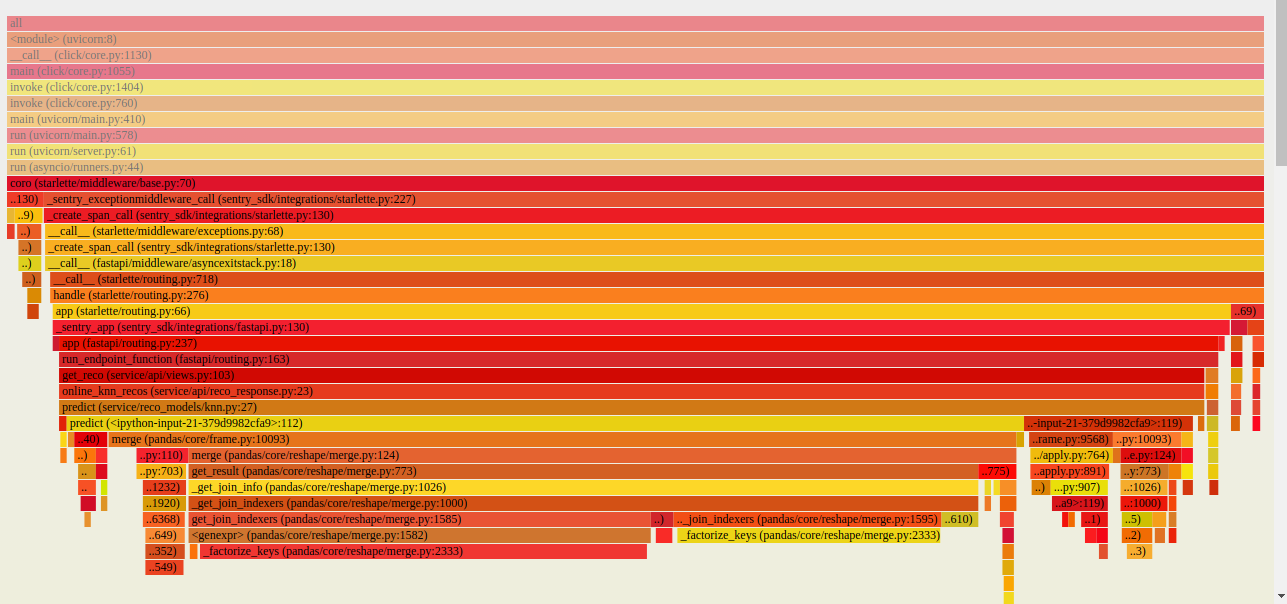 all
<module> (uvicorn:8)
__call__ (click/core.py:1130)
main (click/core.py:1055)
invoke (click/core.py:1404)
invoke (click/core.py:760)
main (uvicorn/main.py:410)
run (uvicorn/main.py:578)
run (uvicorn/server.py:61)
run (asyncio/runners.py:44)
coro (starlette/middleware/base.py:70)
..130) _sentry_exceptionmiddleware_call (sentry_sdk/integrations/starlette.py:227)
..9) _create_span_call (sentry_sdk/integrations/starlette.py:130)
..) __call__ (starlette/middleware/exceptions.py:68)
..) _create_span_call (sentry_sdk/integrations/starlette.py:130)
..) __call__ (fastapi/middleware/asyncexitstack.py:18)
..) __call__ (starlette/routing.py:718)
handle (starlette/routing.py:276)
app (starlette/routing.py:66) ..69)
_sentry_app (sentry_sdk/integrations/fastapi.py:130)
app (fastapi/routing.py:237)
run_endpoint_function (fastapi/routing.py:163)
get_reco (service/api/views.py:103)
online_knn_recos (service/api/reco_response.py:23)
predict (service/reco_models/knn.py:27)
predict (<ipython-input-21-379d9982cfa9>:112) ..-input-21-379d9982cfa9>:119)
..40) merge (pandas/core/frame.py:10093) ..rame.py:9568) ..py:10093)
..) ..py:110) merge (pandas/core/reshape/merge.py:124) ../apply.py:764) ..e.py:124)
.. ..py:703) get_result (pandas/core/reshape/merge.py:773) ..775) ..apply.py:891) ..y:773)
.. ..1232) _get_join_info (pandas/core/reshape/merge.py:1026) ..) ...py:907) ..:1026)
..1920) _get_join_indexers (pandas/core/reshape/merge.py:1000) ..a9>:119) ..:1000)
..6368) get_join_indexers (pandas/core/reshape/merge.py:1585) ..) .._join_indexers (pandas/core/reshape/merge.py:1595) ..610) ..1) ..5)
..649) <genexpr> (pandas/core/reshape/merge.py:1582) _factorize_keys (pandas/core/reshape/merge.py:2333) ..2)
..352) _factorize_keys (pandas/core/reshape/merge.py:2333) ..3)
..549)